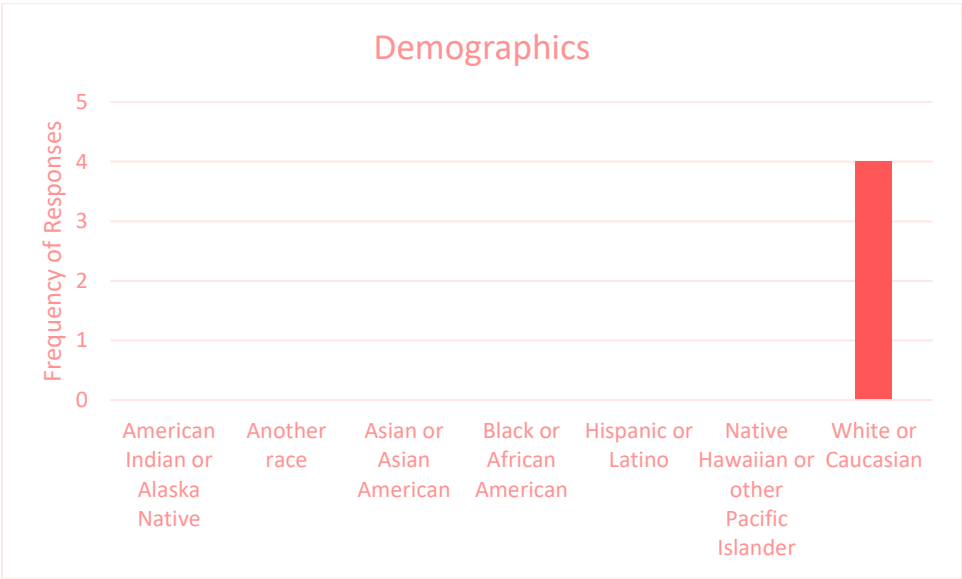 Demographics
Frequency of Responses
5
4
3
2
1
0
American
Indian or
Alaska
Native
Another
race
Asian or
Asian
American
Black or
African
American
Hispanic or
Latino
Native
Hawaiian or
other
Pacific
Islander
White or
Caucasian